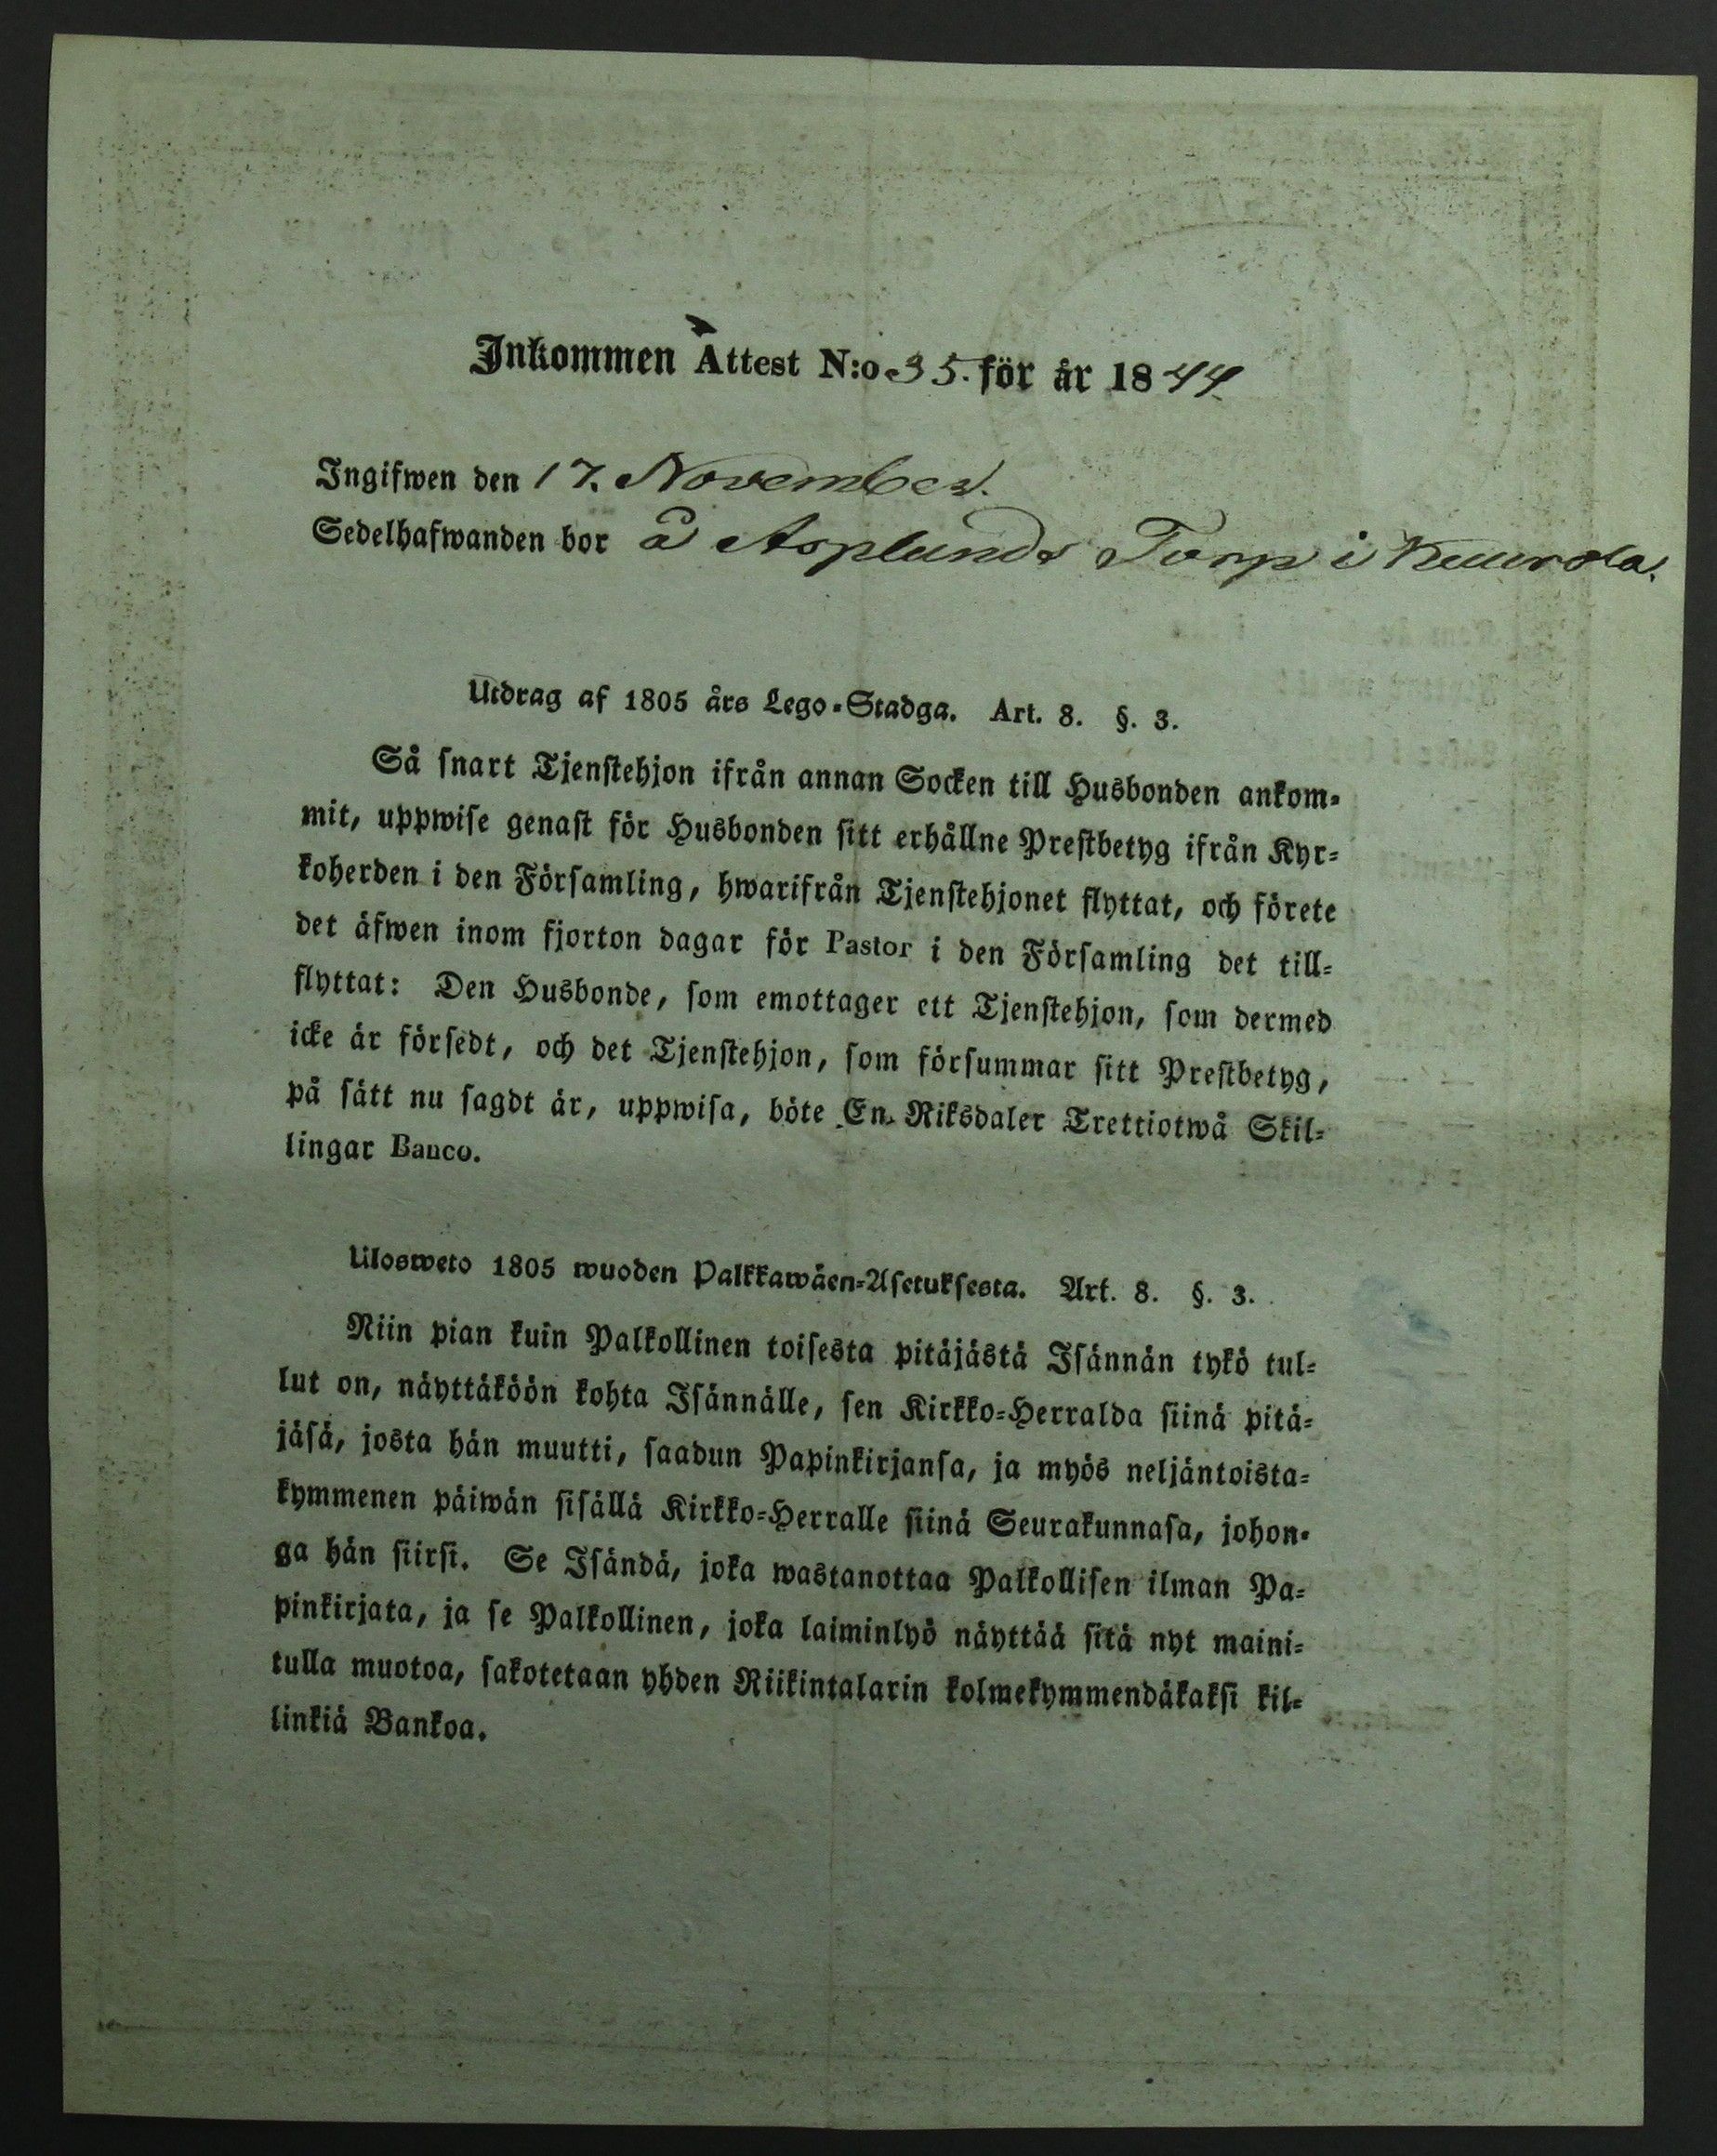 Inkommen Attest N:o 35. för år 1844
Ingifwen den 17. November.
Sedelhafwanden bor å Asplunds Torp i
Utdrag af 1805 års Lego-Stadga. Art. 8. §. 3.
Så snart Tjenstehjon ifrån annan Socken till Husbonden ankom-
mit, uppwise genast för Husbonden sitt erhållne Prestbetyg ifrån Kyr-
koherden i den Församling, hwarifrån Tjenstehjonet flyttat, och förete
det äfwen inom fjorton dagar för Pastor i den Församling det till-
flyttat: Den Husbonde, som emottager ett Tjenstehjon, som dermed
icke är försedt, och det Tjenstehjon, som försummar sitt Prestbetyg,
på sätt nu sagdt är, uppwisa, böte En Riksdaler Trettiotwå Skil-
lingar Banco.
Ulosweto 1805 wuoden Palkkawäen-Asetuksesta. Art. 8. §. 3.
Niin pian kuin Palkollinen toisesta pitäjästä Isännän tykö tul-
lut on, näyttäköön kohta Isännälle, sen Kirkko-Herralda siinä pitä-
jäsä, josta hän muutti, saadun Papinkirjansa, ja myös neljäntoista-
kymmenen päiwän sisällä Kirkko-Herralle siinä Seurakunnasa, johon-
ga hän siirsi. Se Isändä, joka wastanottaa Palkollisen ilman Pa-
pinkirjata, ja se Palkollinen, joka laiminlyö näyttää sitä nyt maini-
tulla muotoa, sakotetaan yhden Riikintalarin kolmekymmendäkaksi kil-
linkiä Bankoa.